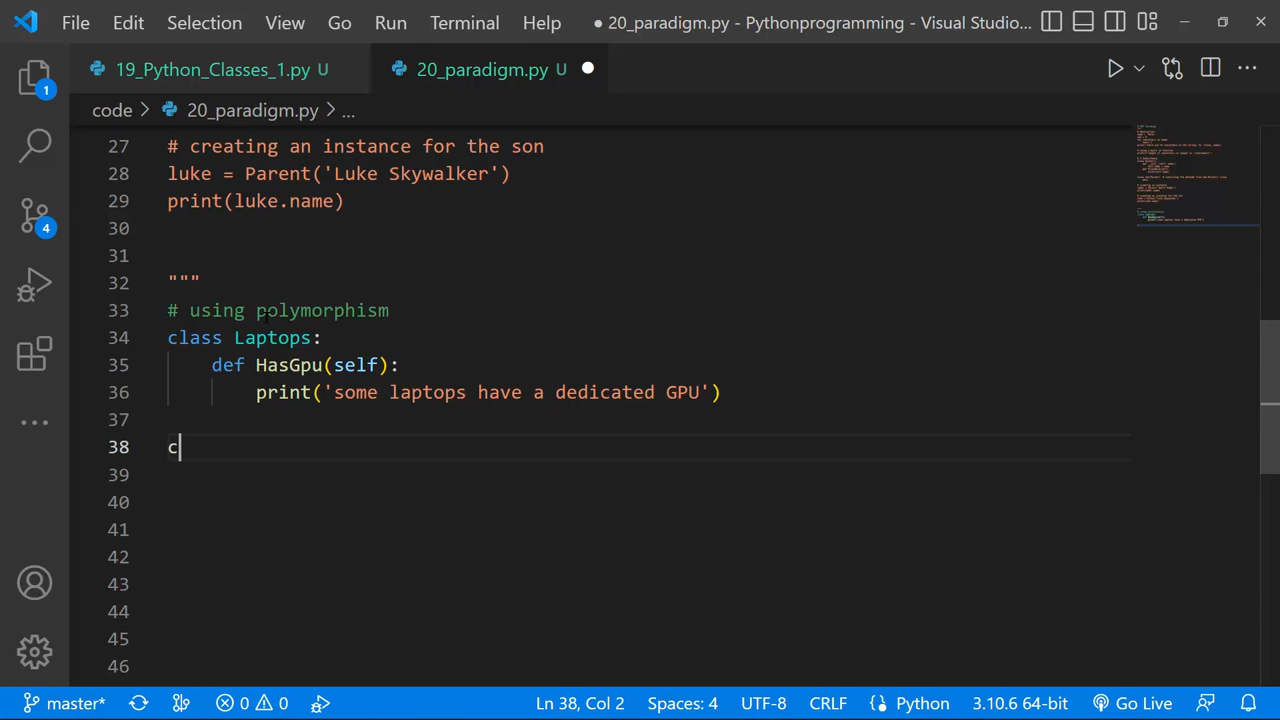 File Edit Selection View Go Run Terminal Help ● 20_paradigm.py - Pythonprogramming - Visual Studio...
19_Python_Classes_1.py U 20_paradigm.py U
code > 20_paradigm.py > ...
1
4
27 # creating an instance for the son
28 luke = Parent('Luke Skywalker')
29 print(luke.name)
30
31
32 """
33 # using polymorphism
34 class Laptops:
35 def HasGpu(self):
36 print('some laptops have a dedicated GPU')
37
38 c
39
40
41
42
43
44
45
46
master* 0 0 Ln 38, Col 2 Spaces: 4 UTF-8 CRLF Python 3.10.6 64-bit Go Live